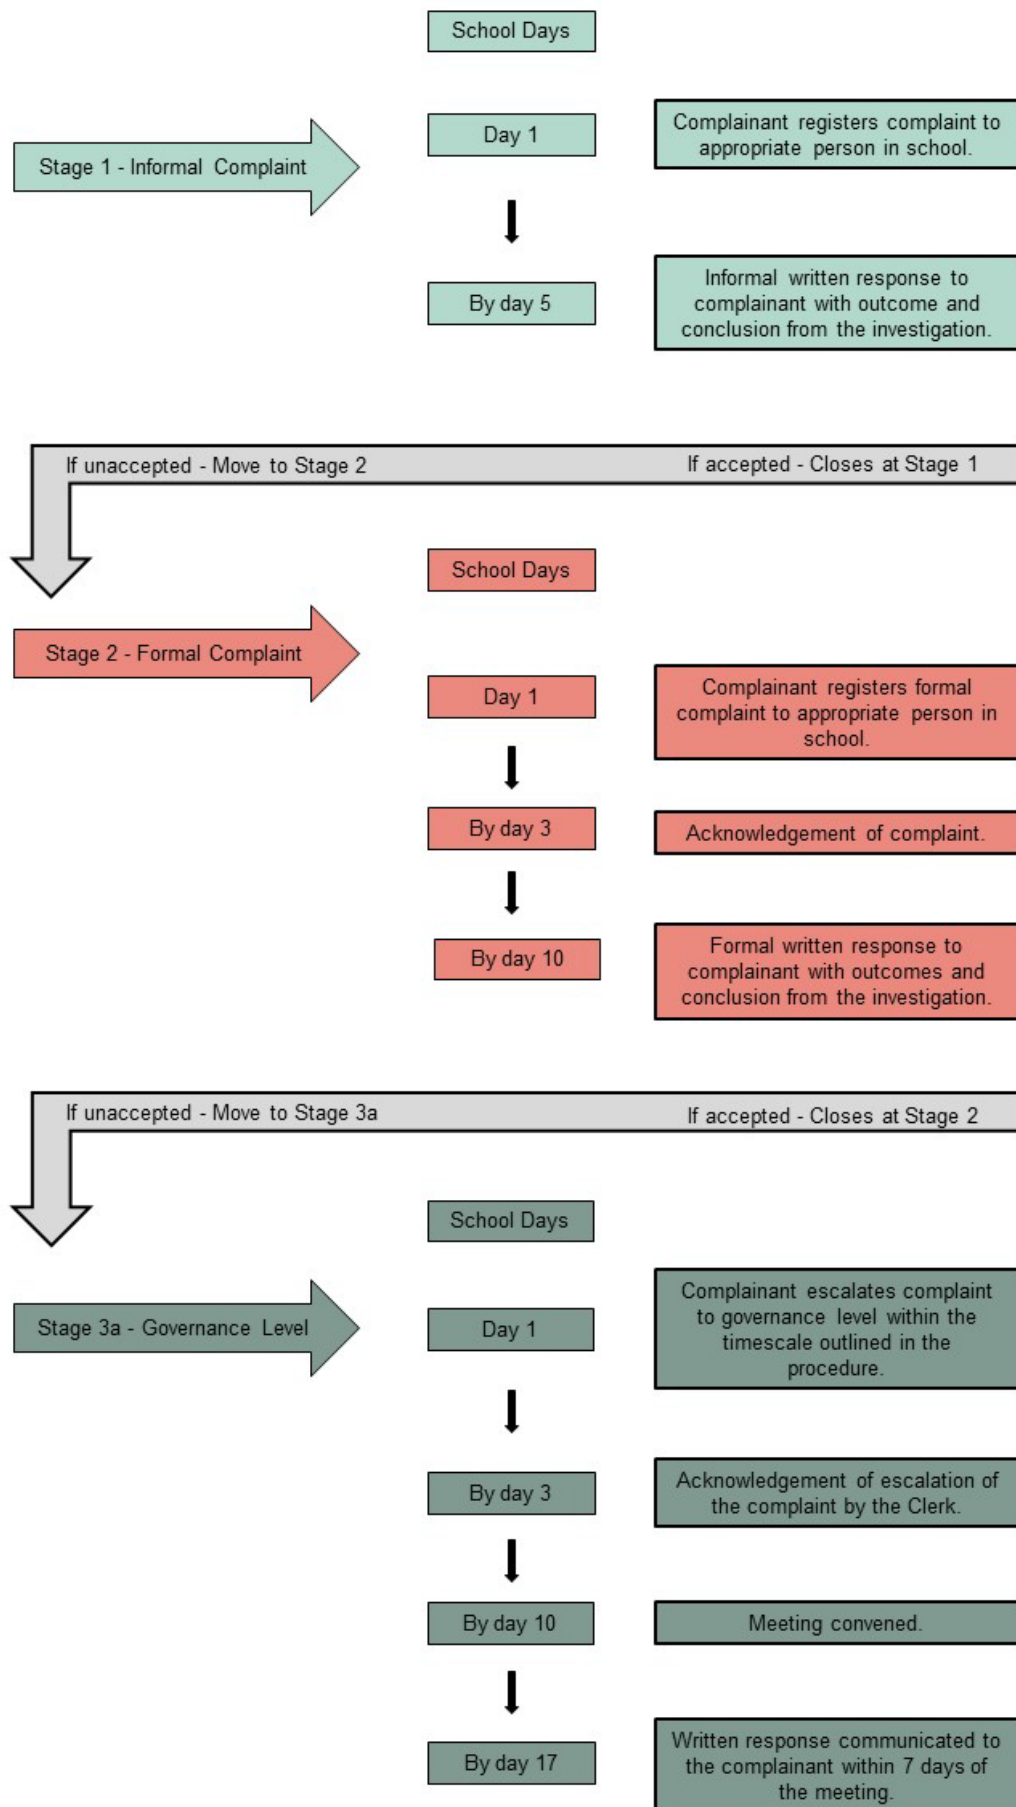 School Days
Stage 1 - Informal Complaint
Day 1
Complainant registers complaint to
appropriate person in school.
By day 5
Informal written response to
complainant with outcome and
conclusion from the investigation.
If unaccepted - Move to Stage 2
If accepted - Closes at Stage 1
School Days
Stage 2 - Formal Complaint
Day 1
Complainant registers formal
complaint to appropriate person in
school.
By day 3
Acknowledgement of complaint.
By day 10
Formal written response to
complainant with outcomes and
conclusion from the investigation.
If unaccepted - Move to Stage 3a
If accepted - Closes at Stage 2
School Days
Stage 3a - Governance Level
Day 1
Complainant escalates complaint
to governance level within the
timescale outlined in the
procedure.
By day 3
Acknowledgement of escalation of
the complaint by the Clerk.
By day 10
Meeting convened.
By day 17
Written response communicated to
the complainant within 7 days of
the meeting.